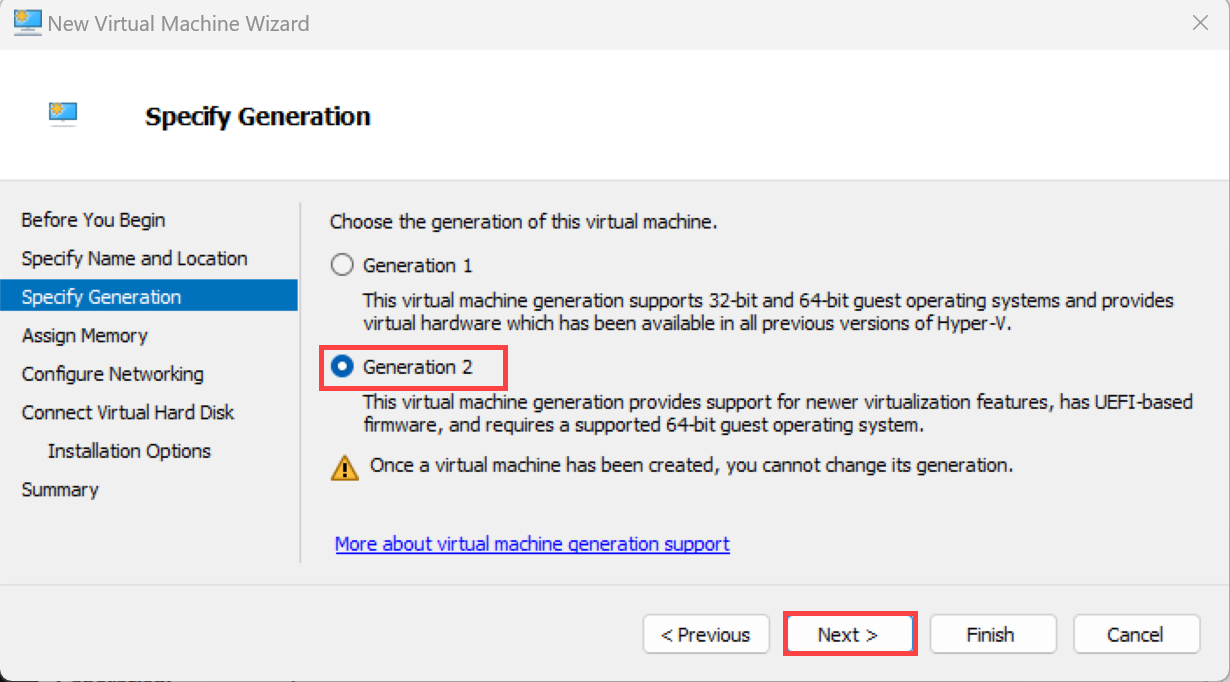 New Virtual Machine Wizard
Specify Generation
Before You Begin
Specify Name and Location
Specify Generation
Assign Memory
Configure Networking
Connect Virtual Hard Disk
Installation Options
Summary
Choose the generation of this virtual machine.
Generation 1
This virtual machine generation supports 32-bit and 64-bit guest operating systems and provides
virtual hardware which has been available in all previous versions of Hyper-V.
Generation 2
This virtual machine generation provides support for newer virtualization features, has UEFI-based
firmware, and requires a supported 64-bit guest operating system.
Once a virtual machine has been created, you cannot change its generation.
More about virtual machine generation support
< Previous
Next >
Finish
Cancel